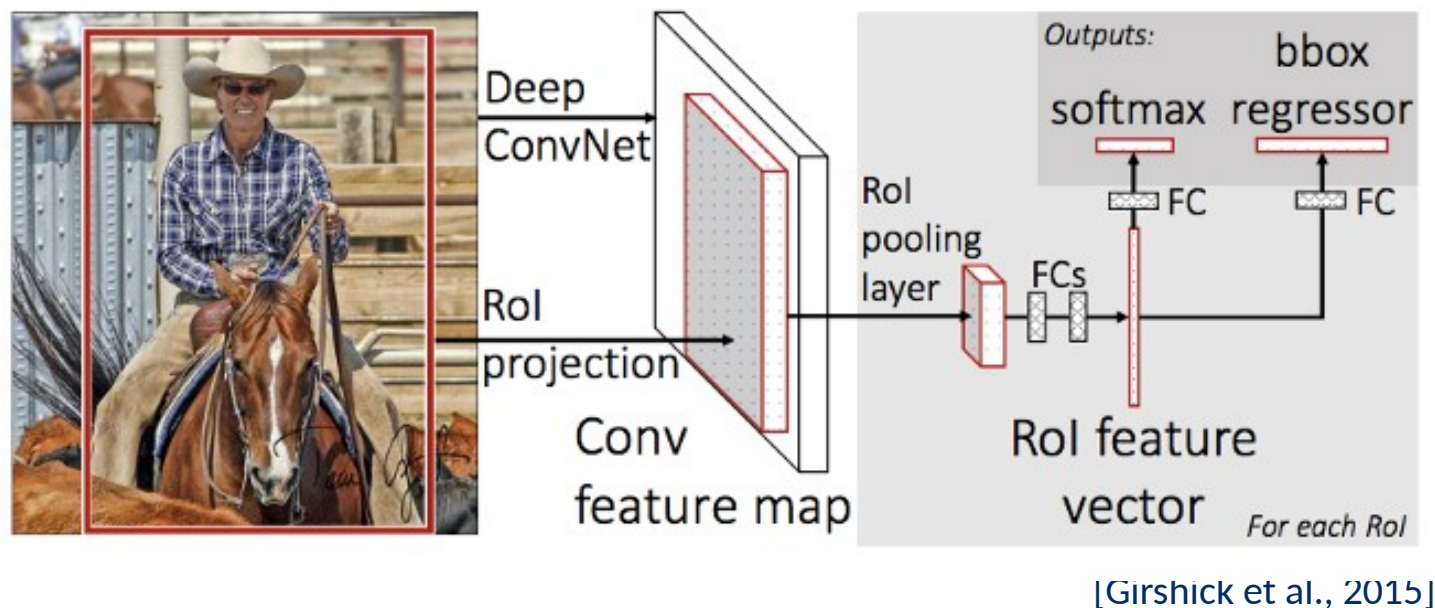 Deep
ConvNet
RoI
projection
Conv
feature map
RoI
pooling
layer
FCs
RoI feature
vector
For each RoI
Outputs:
softmax
bbox
regressor
FC
FC
[Girshick et al., 2015]